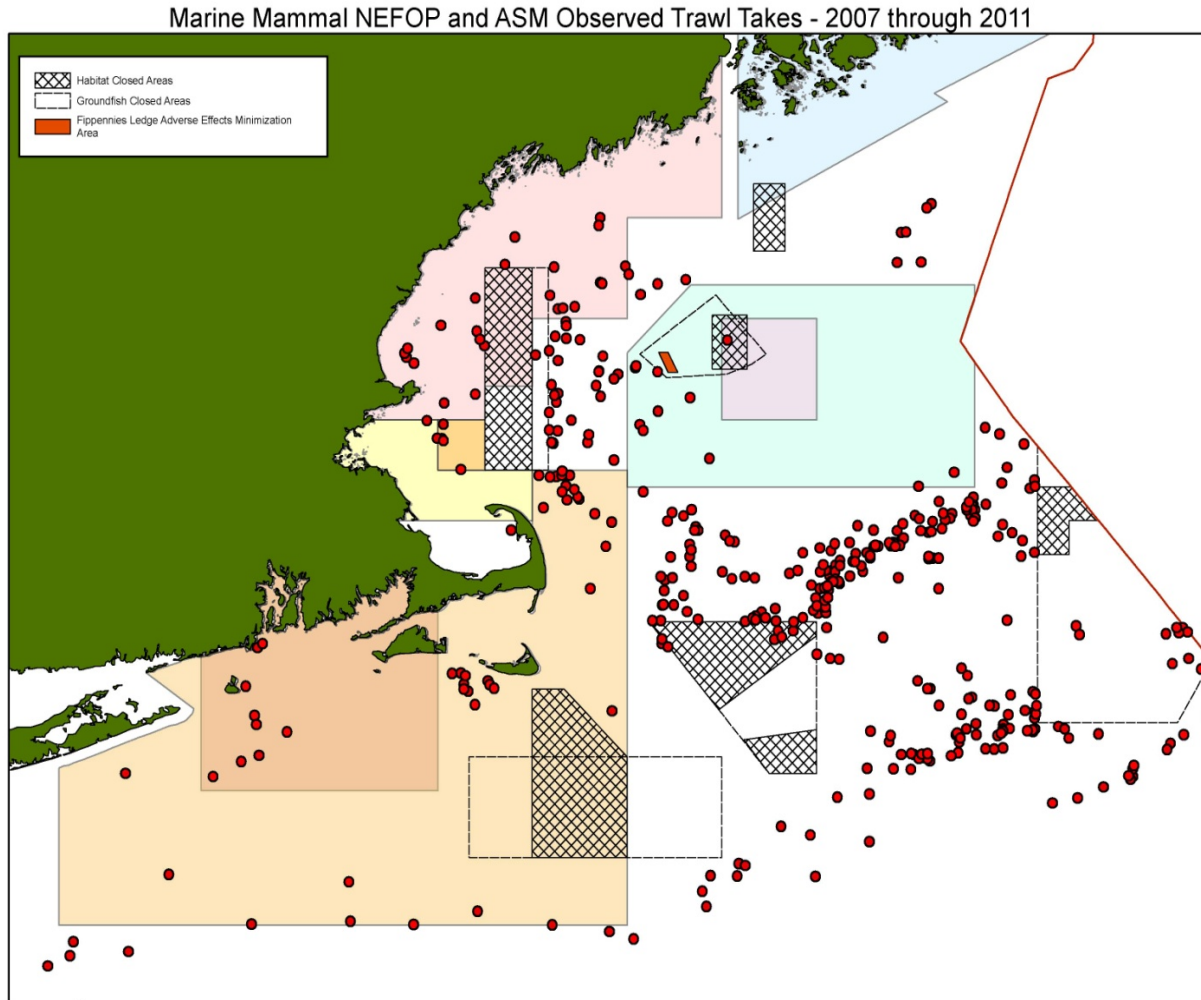 Marine Mammal NEFOP and ASM Observed Trawl Takes - 2007 through 2011
Habitat Closed Areas
Groundfish Closed Areas
Fippennies Ledge Adverse Effects Minimization
Area